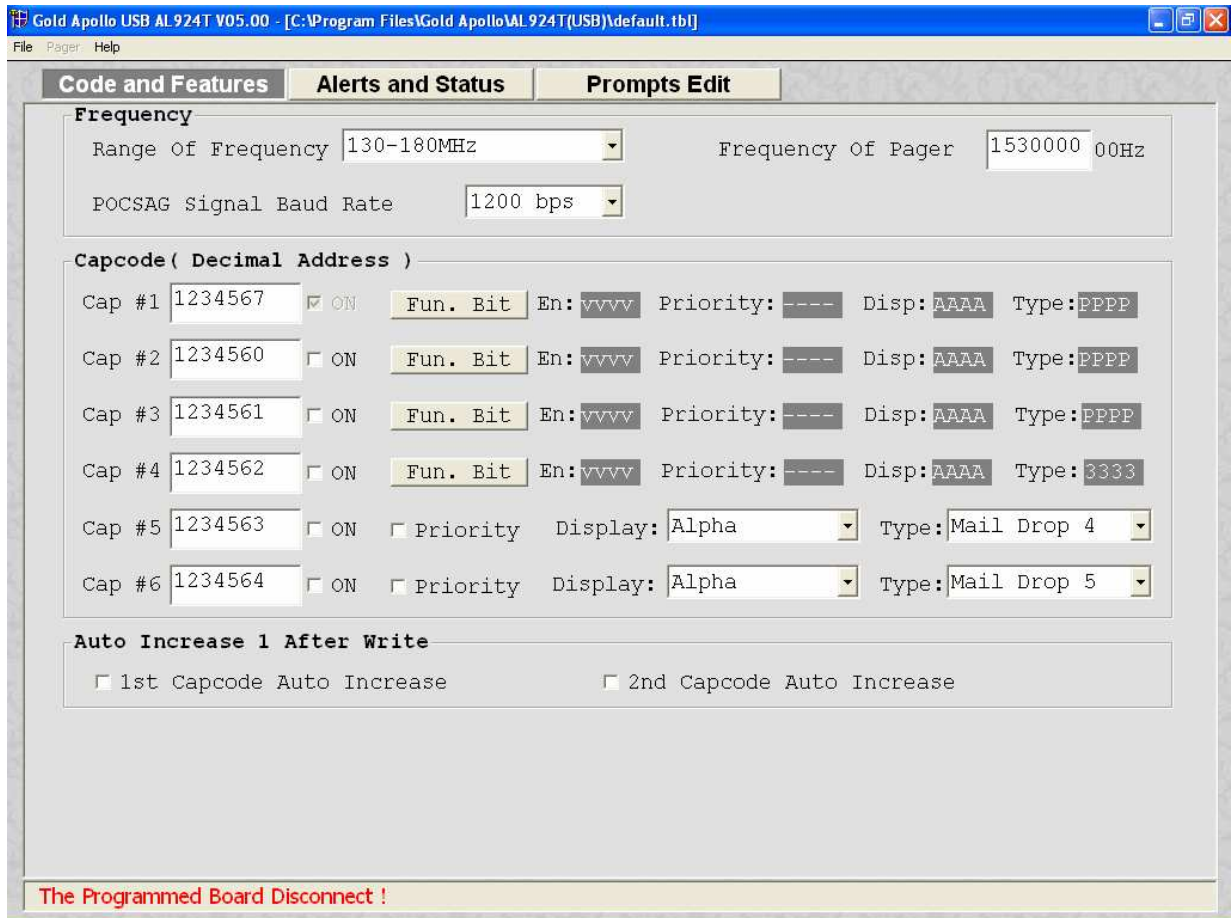 Gold Apollo USB AL924T V05.00 - [C:\Program Files\Gold Apollo\AL924T(USB)\default.tbl]
File Pager Help
Code and Features Alerts and Status Prompts Edit
Frequency
Range Of Frequency 130-180MHz Frequency Of Pager 1530000 00Hz
POCSAG Signal Baud Rate 1200 bps
Capcode( Decimal Address )
Cap #1 1234567 ON Fun. Bit En: vvvv Priority: ---- Disp: AAAA Type: PPPP
Cap #2 1234560 ON Fun. Bit En: vvvv Priority: ---- Disp: AAAA Type: PPPP
Cap #3 1234561 ON Fun. Bit En: vvvv Priority: ---- Disp: AAAA Type: PPPP
Cap #4 1234562 ON Fun. Bit En: vvvv Priority: ---- Disp: AAAA Type: 3333
Cap #5 1234563 ON Priority Display: Alpha Type: Mail Drop 4
Cap #6 1234564 ON Priority Display: Alpha Type: Mail Drop 5
Auto Increase 1 After Write
1st Capcode Auto Increase 2nd Capcode Auto Increase
The Programmed Board Disconnect !